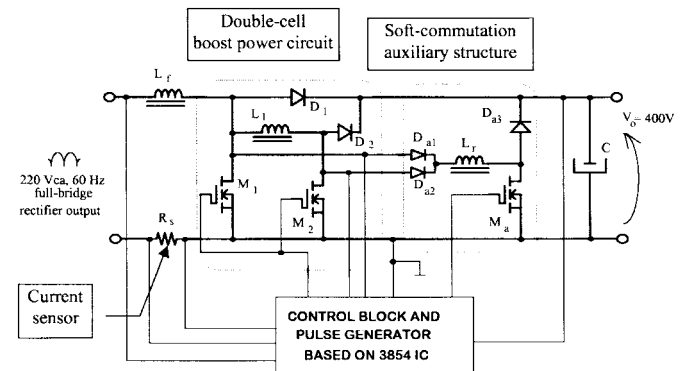 Double-cell
boost power circuit
Soft-commutation
auxiliary structure
L f
D 1
L 1
D 2
D a1
D a2
D a3
L r
V o = 400V
C
220 Vca, 60 Hz
full-bridge
rectifier output
M 1
M 2
M a
R s
Current
sensor
CONTROL BLOCK AND
PULSE GENERATOR
BASED ON 3854 IC